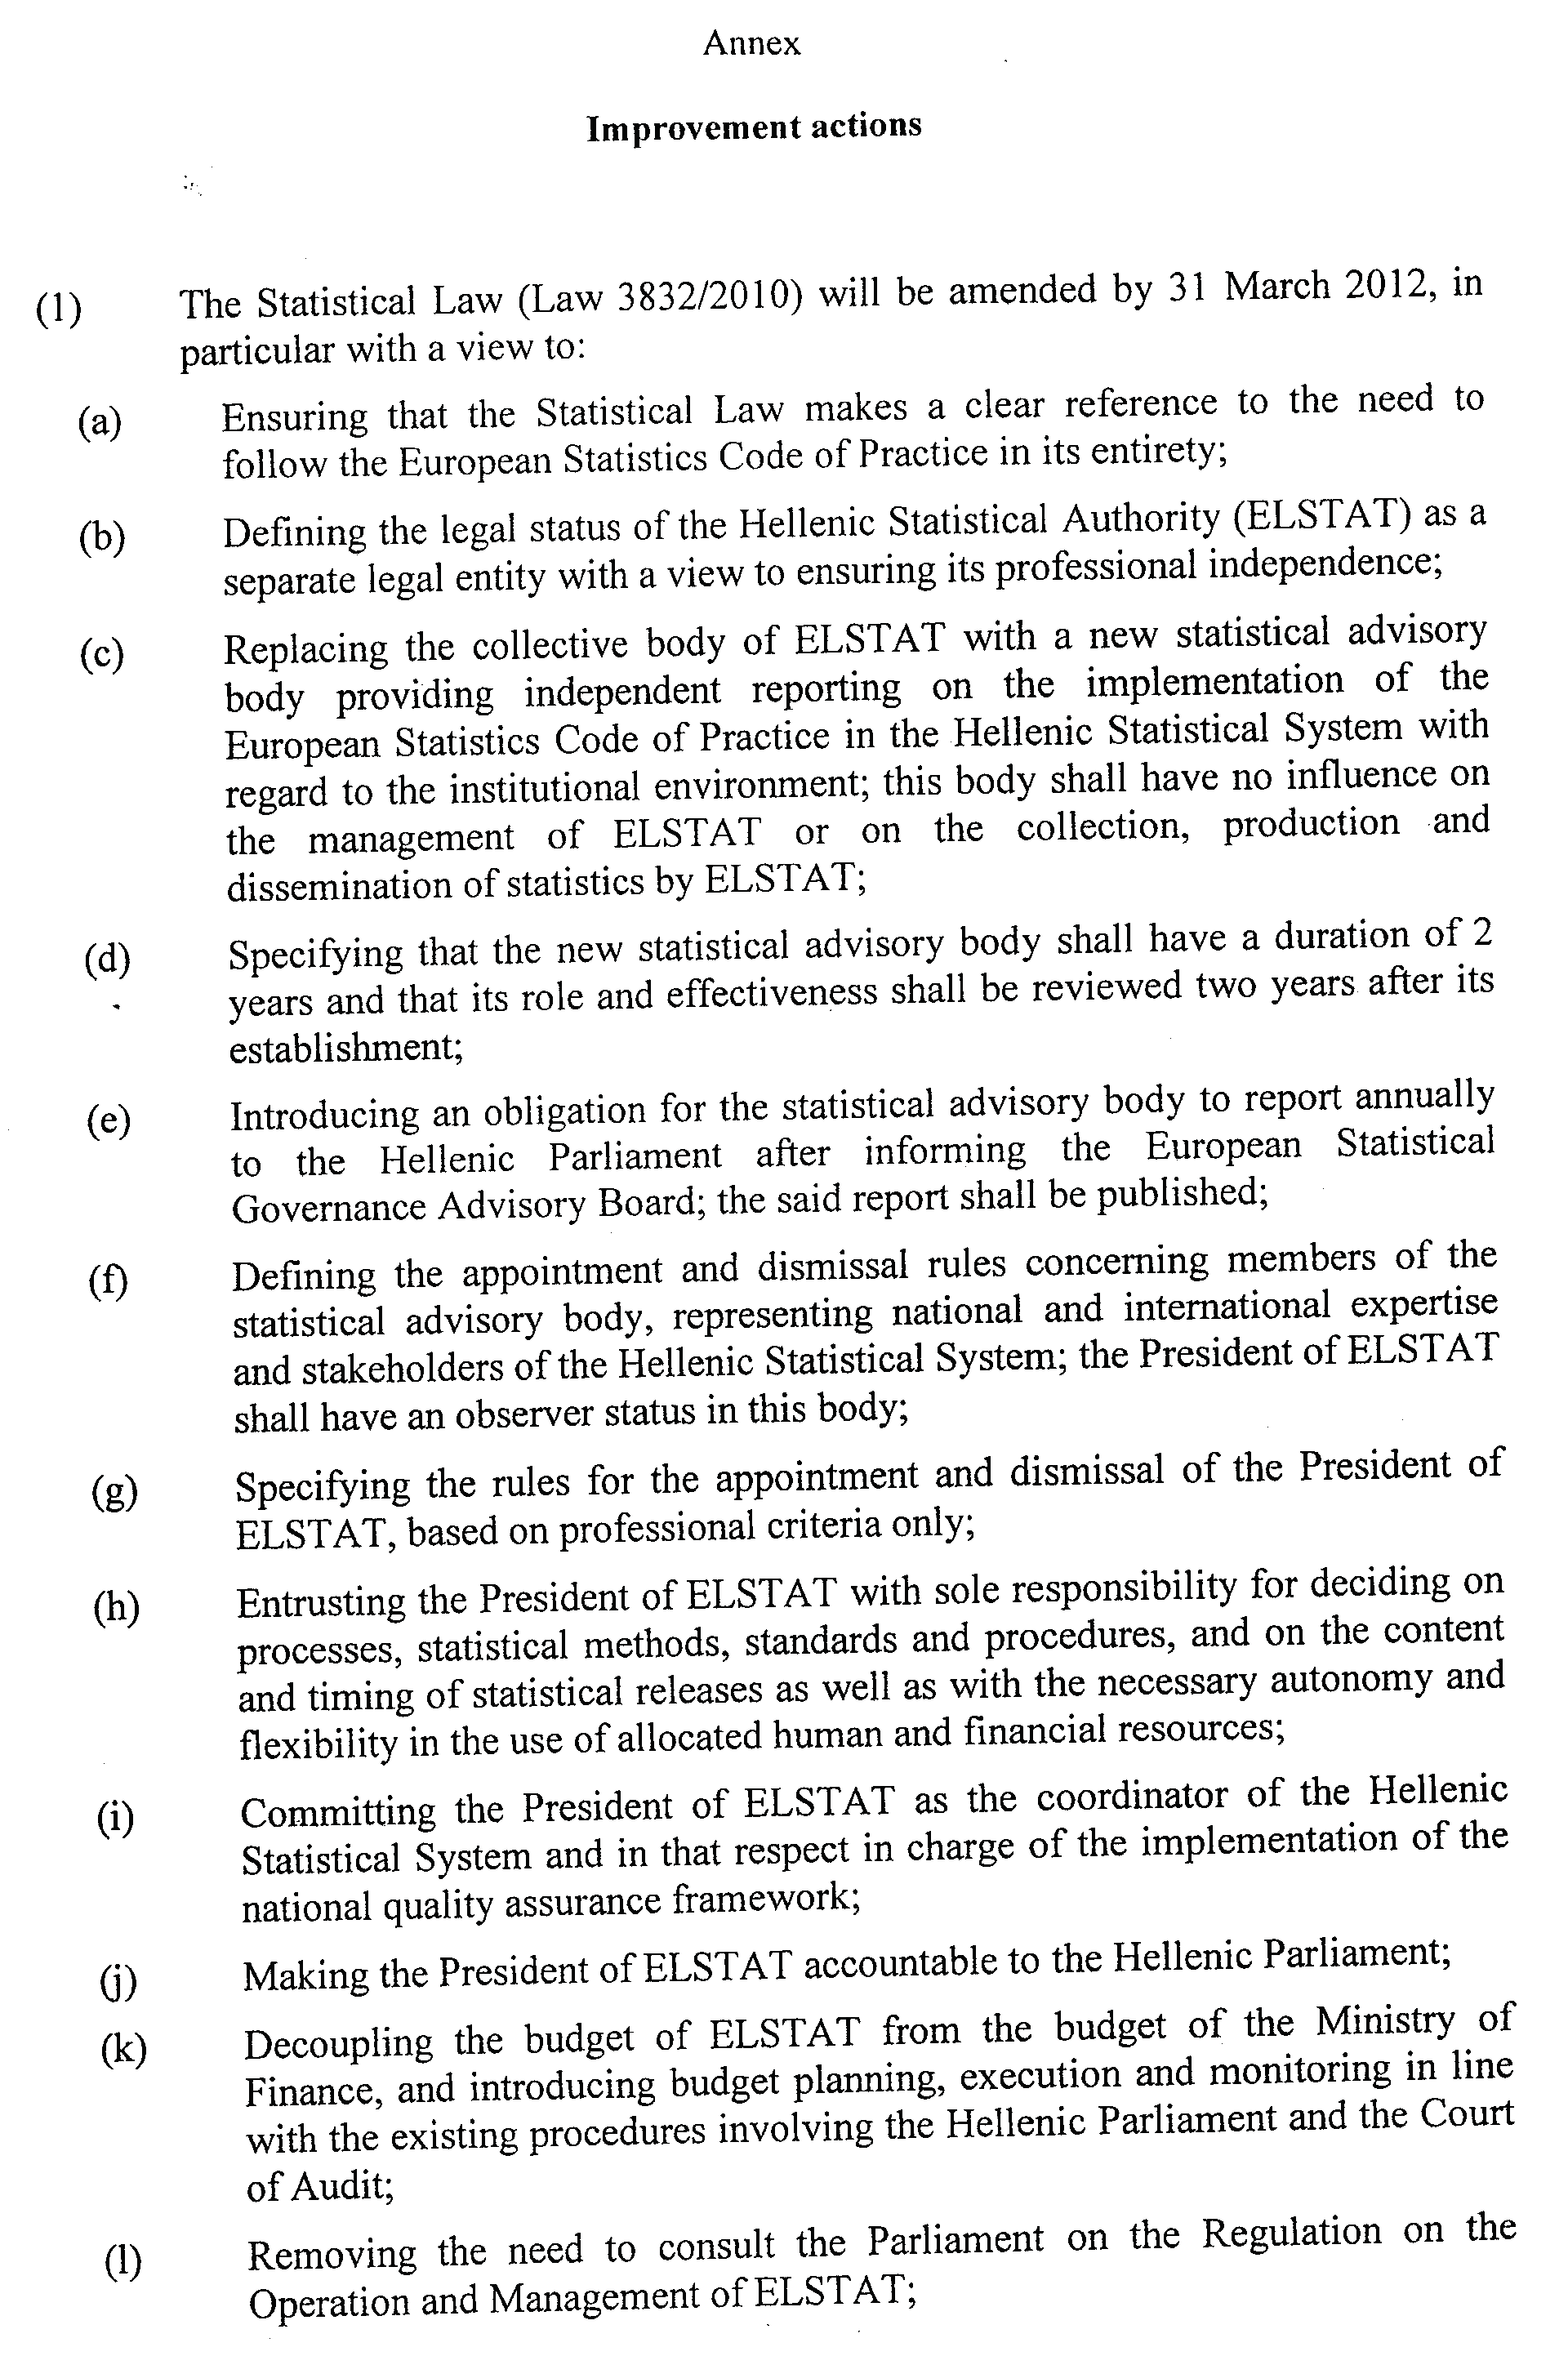 Annex
Improvement actions
(1) The Statistical Law (Law 3832/2010) will be amended by 31 March 2012, in
particular with a view to:
(a) Ensuring that the Statistical Law makes a clear reference to the need to
follow the European Statistics Code of Practice in its entirety;
(b) Defining the legal status of the Hellenic Statistical Authority (ELSTAT) as a
separate legal entity with a view to ensuring its professional independence;
(c) Replacing the collective body of ELSTAT with a new statistical advisory
body providing independent reporting on the implementation of the
European Statistics Code of Practice in the Hellenic Statistical System with
regard to the institutional environment; this body shall have no influence on
the management of ELSTAT or on the collection, production and
dissemination of statistics by ELSTAT;
(d) Specifying that the new statistical advisory body shall have a duration of 2
years and that its role and effectiveness shall be reviewed two years after its
establishment;
(e) Introducing an obligation for the statistical advisory body to report annually
to the Hellenic Parliament after informing the European Statistical
Governance Advisory Board; the said report shall be published;
(f) Defining the appointment and dismissal rules concerning members of the
statistical advisory body, representing national and international expertise
and stakeholders of the Hellenic Statistical System; the President of ELSTAT
shall have an observer status in this body;
(g) Specifying the rules for the appointment and dismissal of the President of
ELSTAT, based on professional criteria only;
(h) Entrusting the President of ELSTAT with sole responsibility for deciding on
processes, statistical methods, standards and procedures, and on the content
and timing of statistical releases as well as with the necessary autonomy and
flexibility in the use of allocated human and financial resources;
(i) Committing the President of ELSTAT as the coordinator of the Hellenic
Statistical System and in that respect in charge of the implementation of the
national quality assurance framework;
(j) Making the President of ELSTAT accountable to the Hellenic Parliament;
(k) Decoupling the budget of ELSTAT from the budget of the Ministry of
Finance, and introducing budget planning, execution and monitoring in line
with the existing procedures involving the Hellenic Parliament and the Court
of Audit;
(l) Removing the need to consult the Parliament on the Regulation on the
Operation and Management of ELSTAT;